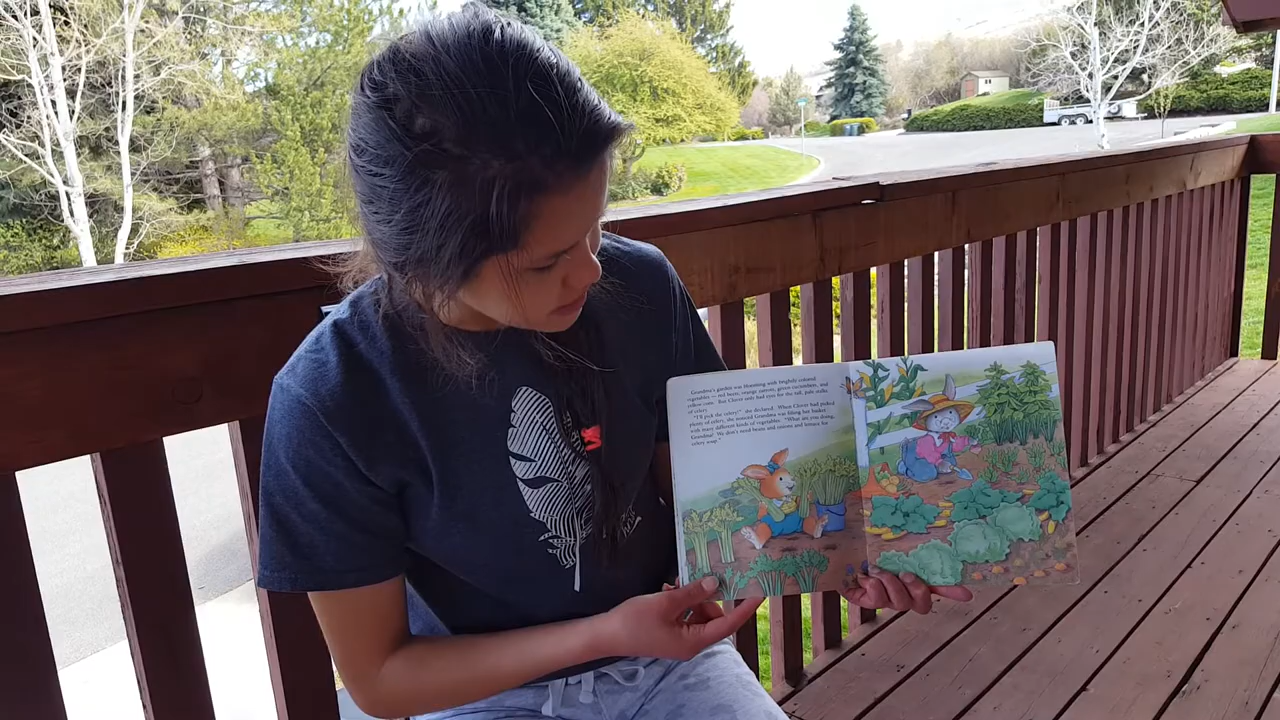 Grandma's garden was blooming with brightly colored
vegetables — red beets, orange carrots, green cucumbers, and
yellow corn. But Clover only had eyes for the tall, pale stalks
of celery.
"I'll pick the celery!" she declared. When Clover had picked
plenty of celery, she noticed Grandma was filling her basket
with many different kinds of vegetables. "What are you doing,
Grandma? We don't need beans and onions and lettuce for
celery soup."